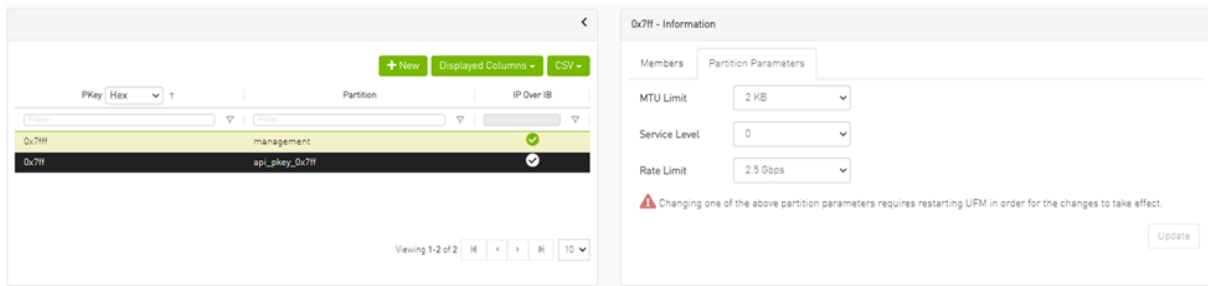 + New Displayed Columns CSV
PKey Hex ↑ Partition IP Over IB
Filter... Filter...
0x7fff management
0x7ff api_pkey_0x7ff
Viewing 1-2 of 2 10
0x7ff - Information
Members Partition Parameters
MTU Limit 2 KB
Service Level 0
Rate Limit 2.5 Gbps
Changing one of the above partition parameters requires restarting UFM in order for the changes to take effect.
Update